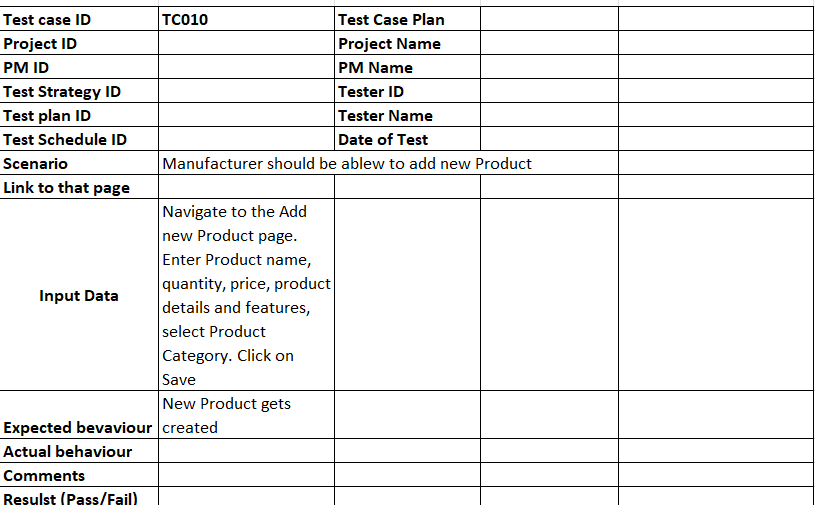 Test case ID TC010 Test Case Plan
Project ID Project Name
PM ID PM Name
Test Strategy ID Tester ID
Test plan ID Tester Name
Test Schedule ID Date of Test
Scenario Manufacturer should be ablew to add new Product
Link to that page
Input Data
Navigate to the Add
new Product page.
Enter Product name,
quantity, price, product
details and features,
select Product
Category. Click on
Save
Expected bevaviour
New Product gets
created
Actual behaviour
Comments
Resulst (Pass/Fail)